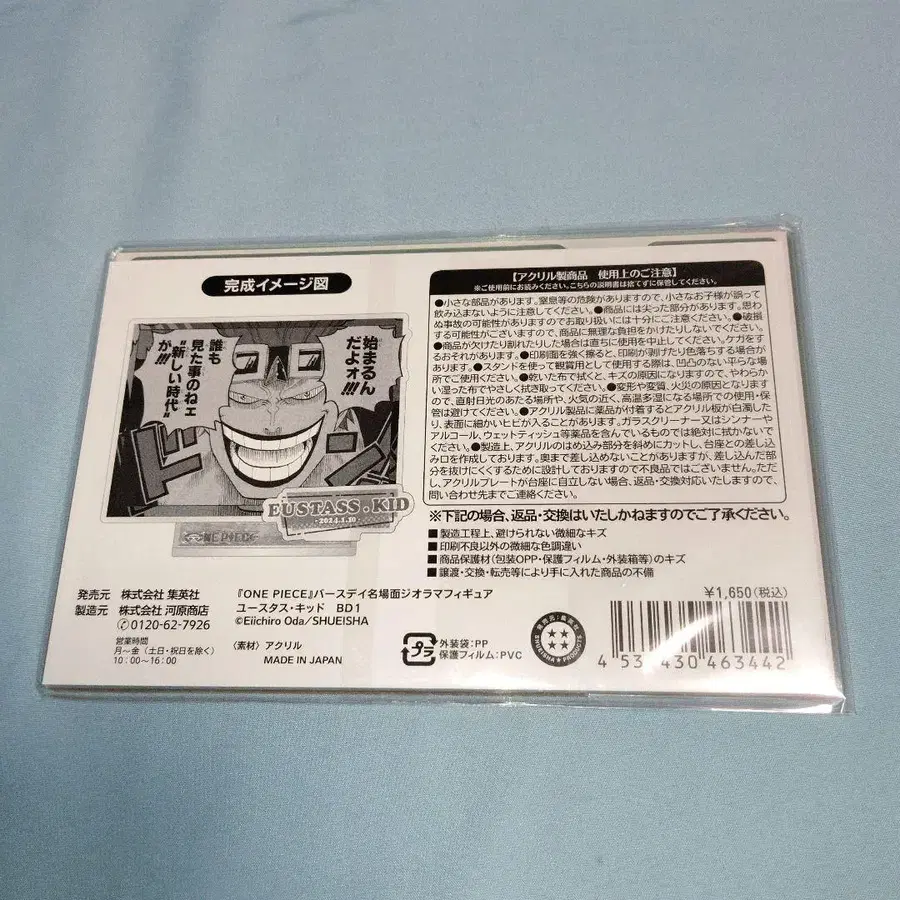 完成イメージ図
始まるん
だよォ!!!
誰も
見た事のねェ
"新しい時代"
が!!!
ドン
EUSTASS.KID
-2024.1.10-
ONE PIECE
【アクリル製商品 使用上のご注意】
※ご使用前にお読みください。こちらの説明書は捨てずに保管してください。
●小さな部品があります。窒息等の危険がありますので、小さなお子様が誤って
飲み込まないように注意してください。●商品には尖った部分があります。思わ
ぬ事故の可能性がありますのでお取り扱いには十分にご注意ください。●破損
する可能性がございますので、商品に無理な負担をかけたりしないでください。
●商品が欠けたり割れたりした場合は直ちに使用を中止してください。ケガをす
るおそれがあります。●印刷面を強く擦ると、印刷が剥げたり色落ちする場合が
あります。●スタンドを使って観賞用として使用する際は、凹凸のない平らな場
所でご使用ください。●乾いた布で拭くと、キズの原因になりますので、やわらか
い湿った布でやさしく拭き取ってください。●変形や変質、火災の原因となります
ので、直射日光のあたる場所や、火気の近く、高温多湿になる場所での使用・保
管は避けてください。●アクリル製品に薬品が付着するとアクリル板が白濁した
り、表面に細かいヒビが入ることがあります。ガラスクリーナー又はシンナーや
アルコール、ウェットティッシュ等薬品を含んでいるものでは絶対に拭かないでく
ださい。●製造上、アクリルのはめ込み部分を斜めにカットし、台座との差し込
み口を作成しております。奥まで差し込めないことがありますが、差し込んだ部
分を抜けにくくするために設計しておりますので不良品ではございません。ただ
し、アクリルプレートが台座に自立しない場合、返品・交換対応いたしますので、
問い合わせ先までご連絡ください。
※下記の場合、返品・交換はいたしかねますのでご了承ください。
■製造工程上、避けられない微細なキズ
■印刷不良以外の微細な色調違い
■商品保護材(包装OPP・保護フィルム・外装箱等)のキズ
■譲渡・交換・転売等により手に入れた商品の不備
発売元 株式会社 集英社
製造元 株式会社 河原商店
✆0120-62-7926
営業時間
月〜金(土日・祝日を除く)
10:00〜16:00
『ONE PIECE』バースデイ名場面ジオラマフィギュア
ユースタス・キッド BD1
©Eiichiro Oda/SHUEISHA
〈素材〉アクリル
MADE IN JAPAN
プラ
外装袋:PP
保護フィルム:PVC
発売元:集英社
SHUEISHA PRODUCTS
¥1,650(税込)
4 530430 463442